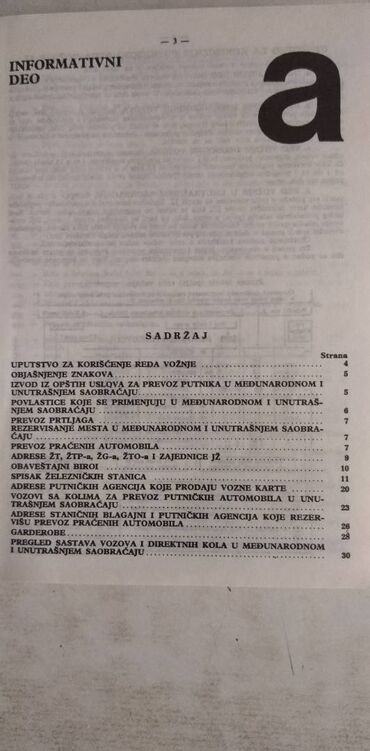 — 3 —
INFORMATIVNI
DEO
a
SADRŽAJ
Strana
UPUTSTVO ZA KORIŠĆENJE REDA VOŽNJE 4
OBJAŠNJENJE ZNAKOVA 5
IZVOD IZ OPŠTIH USLOVA ZA PREVOZ PUTNIKA U MEĐUNARODNOM I
UNUTRAŠNJEM SAOBRAĆAJU 5
POVLASTICE KOJE SE PRIMENJUJU U MEĐUNARODNOM I UNUTRAŠ-
NJEM SAOBRAĆAJU 6
PREVOZ PRTLJAGA 7
REZERVISANJE MESTA U MEĐUNARODNOM I UNUTRAŠNJEM SAOBRA-
ĆAJU 7
PREVOZ PRAĆENIH AUTOMOBILA 7
ADRESE ŽT, ŽTP-a, ŽG-a, ŽTO-a I ZAJEDNICE JŽ 9
OBAVEŠTAJNI BIROI 10
SPISAK ŽELEZNIČKIH STANICA 11
ADRESE PUTNIČKIH AGENCIJA KOJE PRODAJU VOZNE KARTE 20
VOZOVI SA KOLIMA ZA PREVOZ PUTNIČKIH AUTOMOBILA U UNU-
TRAŠNJEM SAOBRAĆAJU 23
ADRESE STANIČNIH BLAGAJNI I PUTNIČKIH AGENCIJA KOJE REZER-
VIŠU PREVOZ PRAĆENIH AUTOMOBILA 26
GARDEROBE 28
PREGLED SASTAVA VOZOVA I DIREKTNIH KOLA U MEĐUNARODNOM
I UNUTRAŠNJEM SAOBRAĆAJU 30